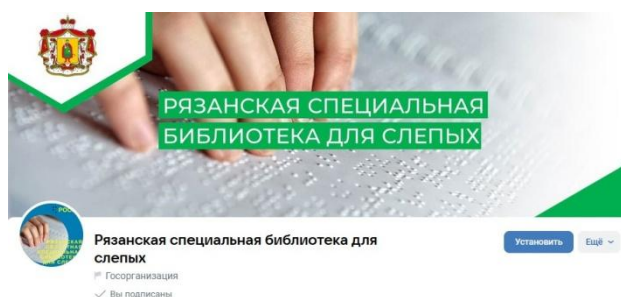 РЯЗАНСКАЯ СПЕЦИАЛЬНАЯ
БИБЛИОТЕКА ДЛЯ СЛЕПЫХ
Рязанская специальная библиотека для
слепых
Госорганизация
Вы подписаны
Установить
Ещё